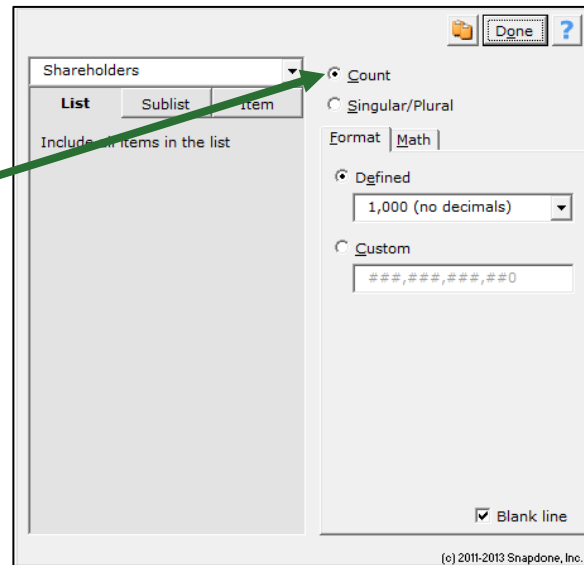 Done ?
Shareholders
List Sublist Item
Include all items in the list
Count
Singular/Plural
Format Math
Defined
1,000 (no decimals)
Custom
###,###,###,##0
Blank line
(c) 2011-2013 Snapdone, Inc.